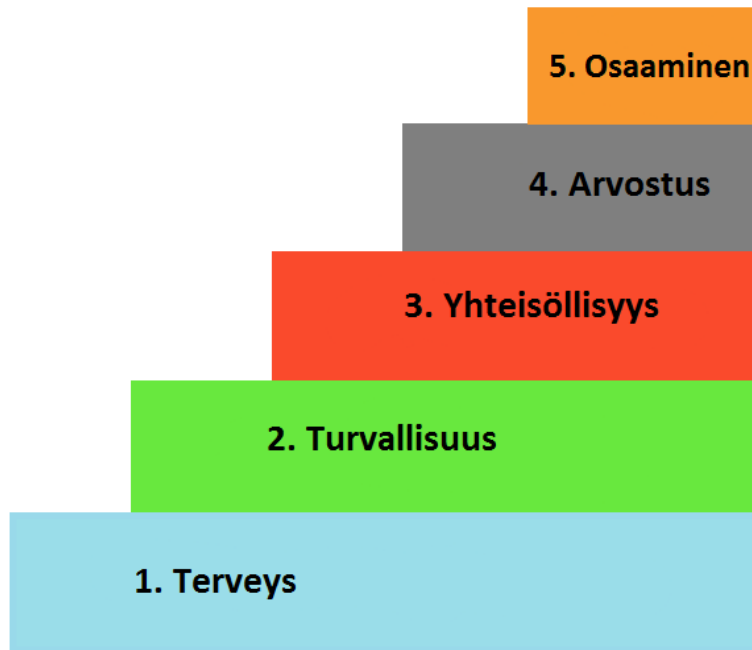 5. Osaaminen
4. Arvostus
3. Yhteisöllisyys
2. Turvallisuus
1. Terveys